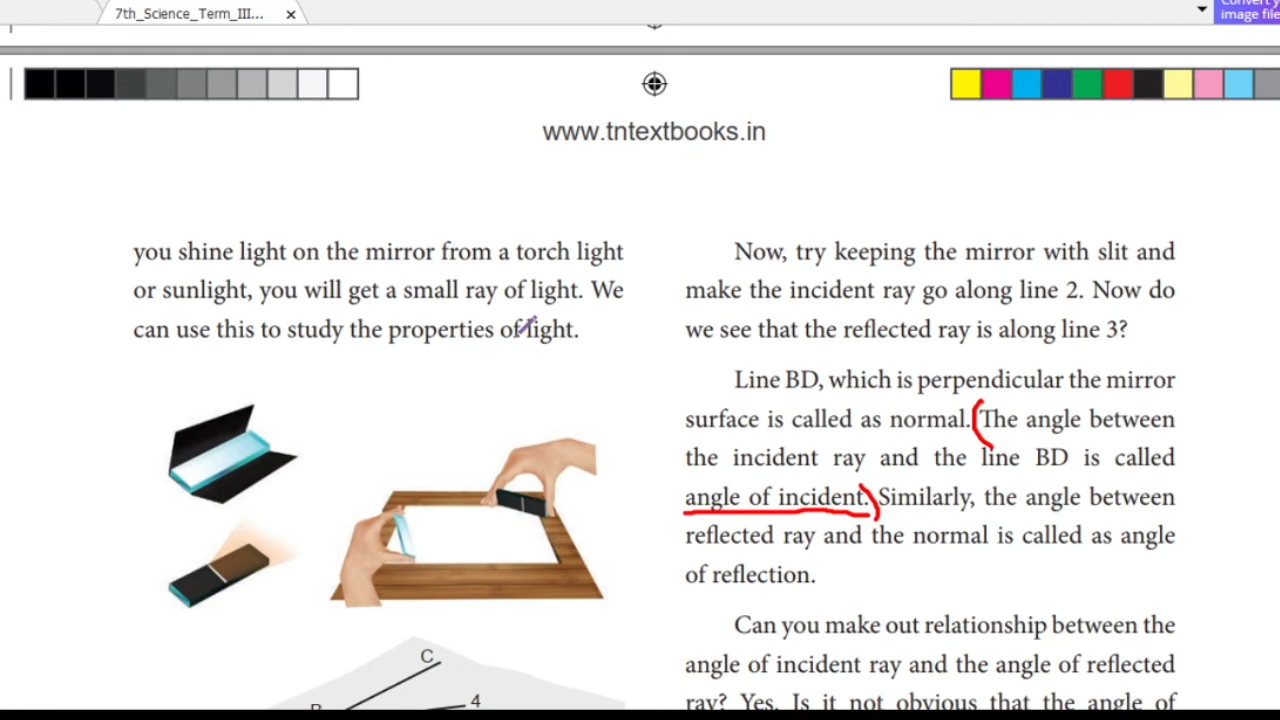 7th_Science_Term_III...
Convert y
image file
www.tntextbooks.in
you shine light on the mirror from a torch light
or sunlight, you will get a small ray of light. We
can use this to study the properties of light.
C
4
Now, try keeping the mirror with slit and
make the incident ray go along line 2. Now do
we see that the reflected ray is along line 3?
Line BD, which is perpendicular the mirror
surface is called as normal. The angle between
the incident ray and the line BD is called
angle of incident. Similarly, the angle between
reflected ray and the normal is called as angle
of reflection.
Can you make out relationship between the
angle of incident ray and the angle of reflected
ray? Yes. Is it not obvious that the angle of